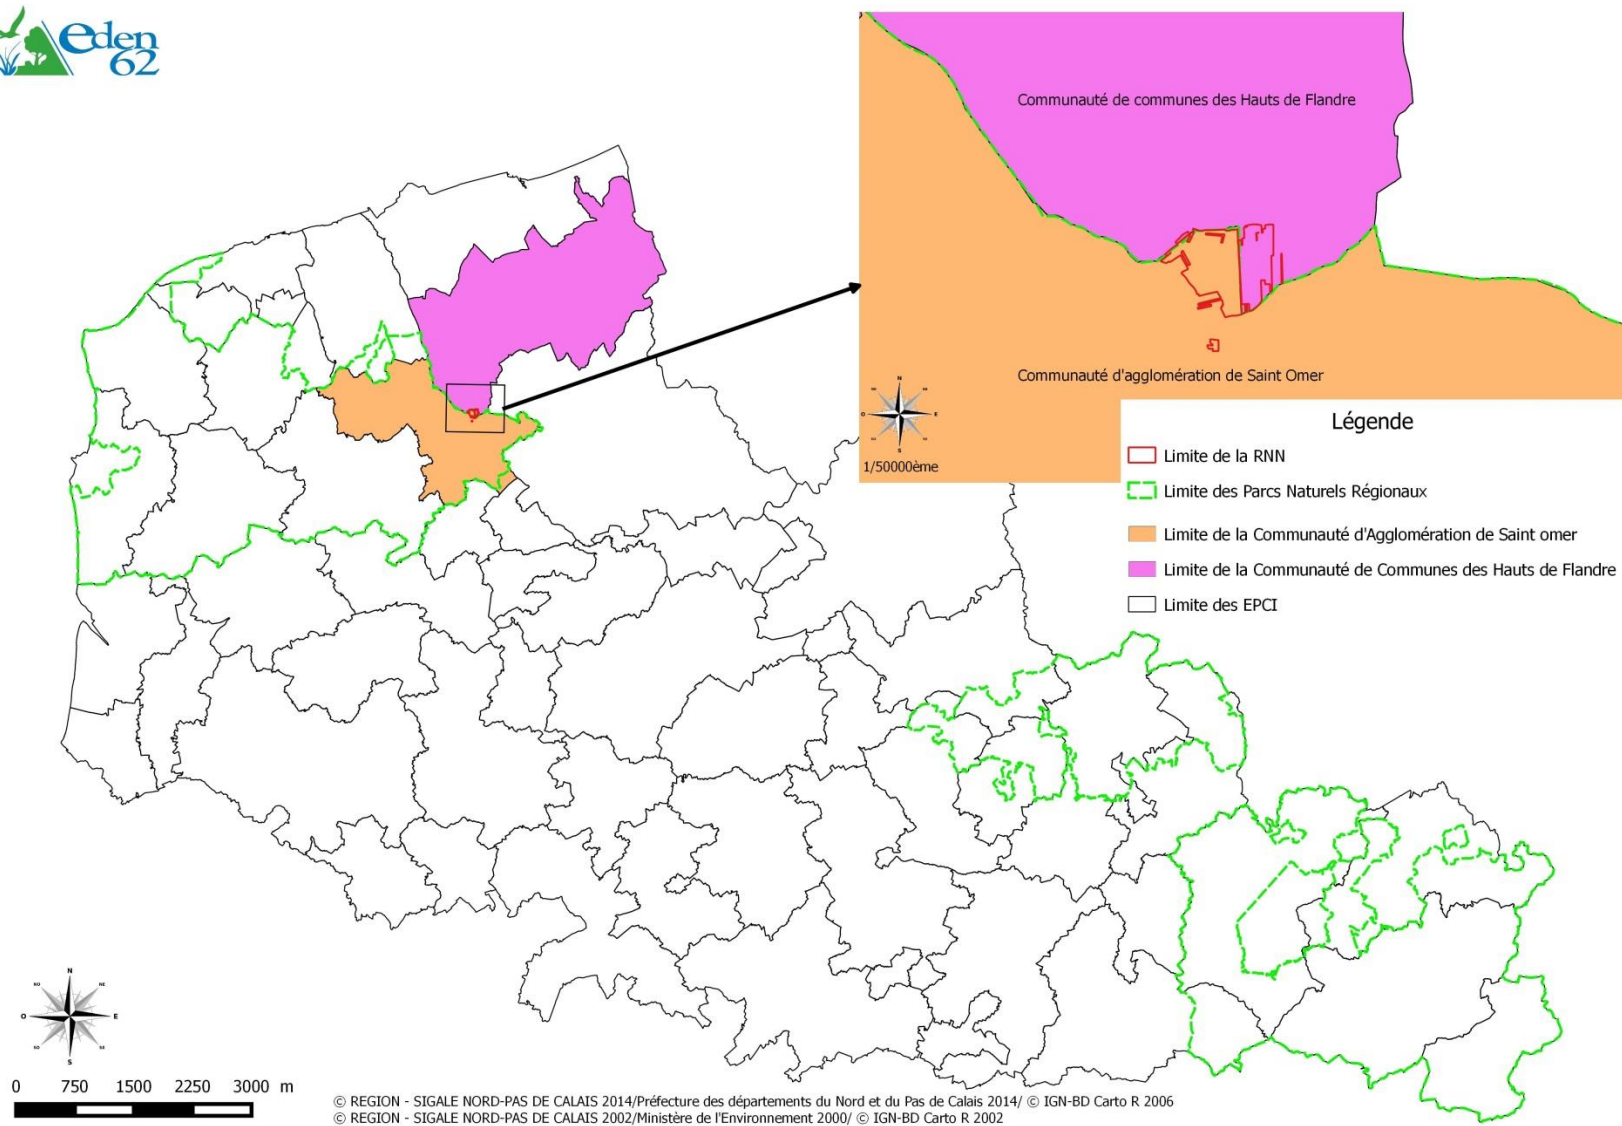 eden
62
Communauté de communes des Hauts de Flandre
Communauté d'agglomération de Saint Omer
N
O
E
S
1/50000ème
Légende
Limite de la RNN
Limite des Parcs Naturels Régionaux
Limite de la Communauté d'Agglomération de Saint omer
Limite de la Communauté de Communes des Hauts de Flandre
Limite des EPCI
N
NO
NE
O
E
SO
SE
S
0 750 1500 2250 3000 m
© REGION - SIGALE NORD-PAS DE CALAIS 2014/Préfecture des départements du Nord et du Pas de Calais 2014/ © IGN-BD Carto R 2006
© REGION - SIGALE NORD-PAS DE CALAIS 2002/Ministère de l'Environnement 2000/ © IGN-BD Carto R 2002